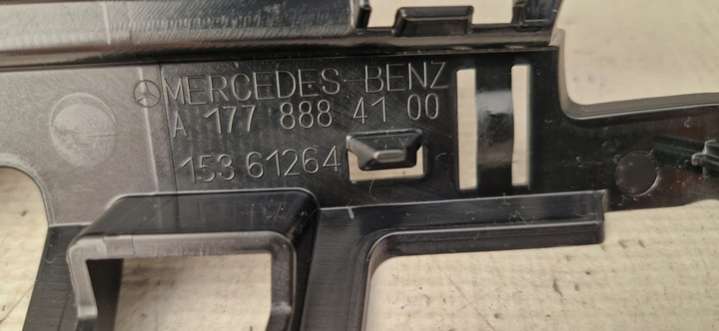 MERCEDES-BENZ
A 177 888 41 00
153 61264